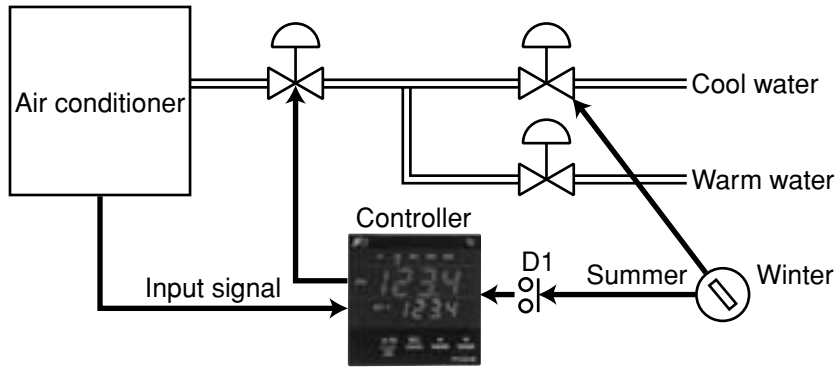 Air conditioner
Cool water
Warm water
Controller
D1
Summer
Winter
Input signal
1234
1234